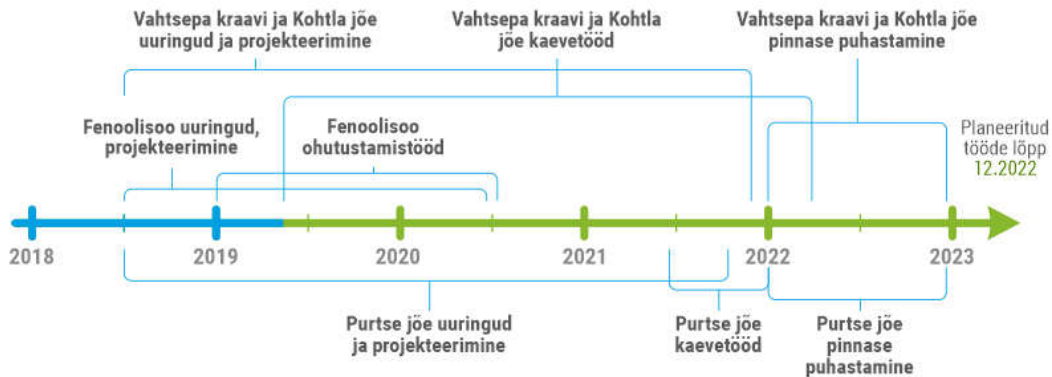 Vahtsepa kraavi ja Kohtla jõe
uuringud ja projekteerimine
Vahtsepa kraavi ja Kohtla
jõe kaevetööd
Vahtsepa kraavi ja Kohtla jõe
pinnase puhastamine
Fenoolisoo uuringud,
projekteerimine
Fenoolisoo
ohutustamistööd
Planeeritud
tööde lõpp
12.2022
2018
2019
2020
2021
2022
2023
Purtse jõe uuringud
ja projekteerimine
Purtse jõe
kaevetööd
Purtse jõe
pinnase
puhastamine